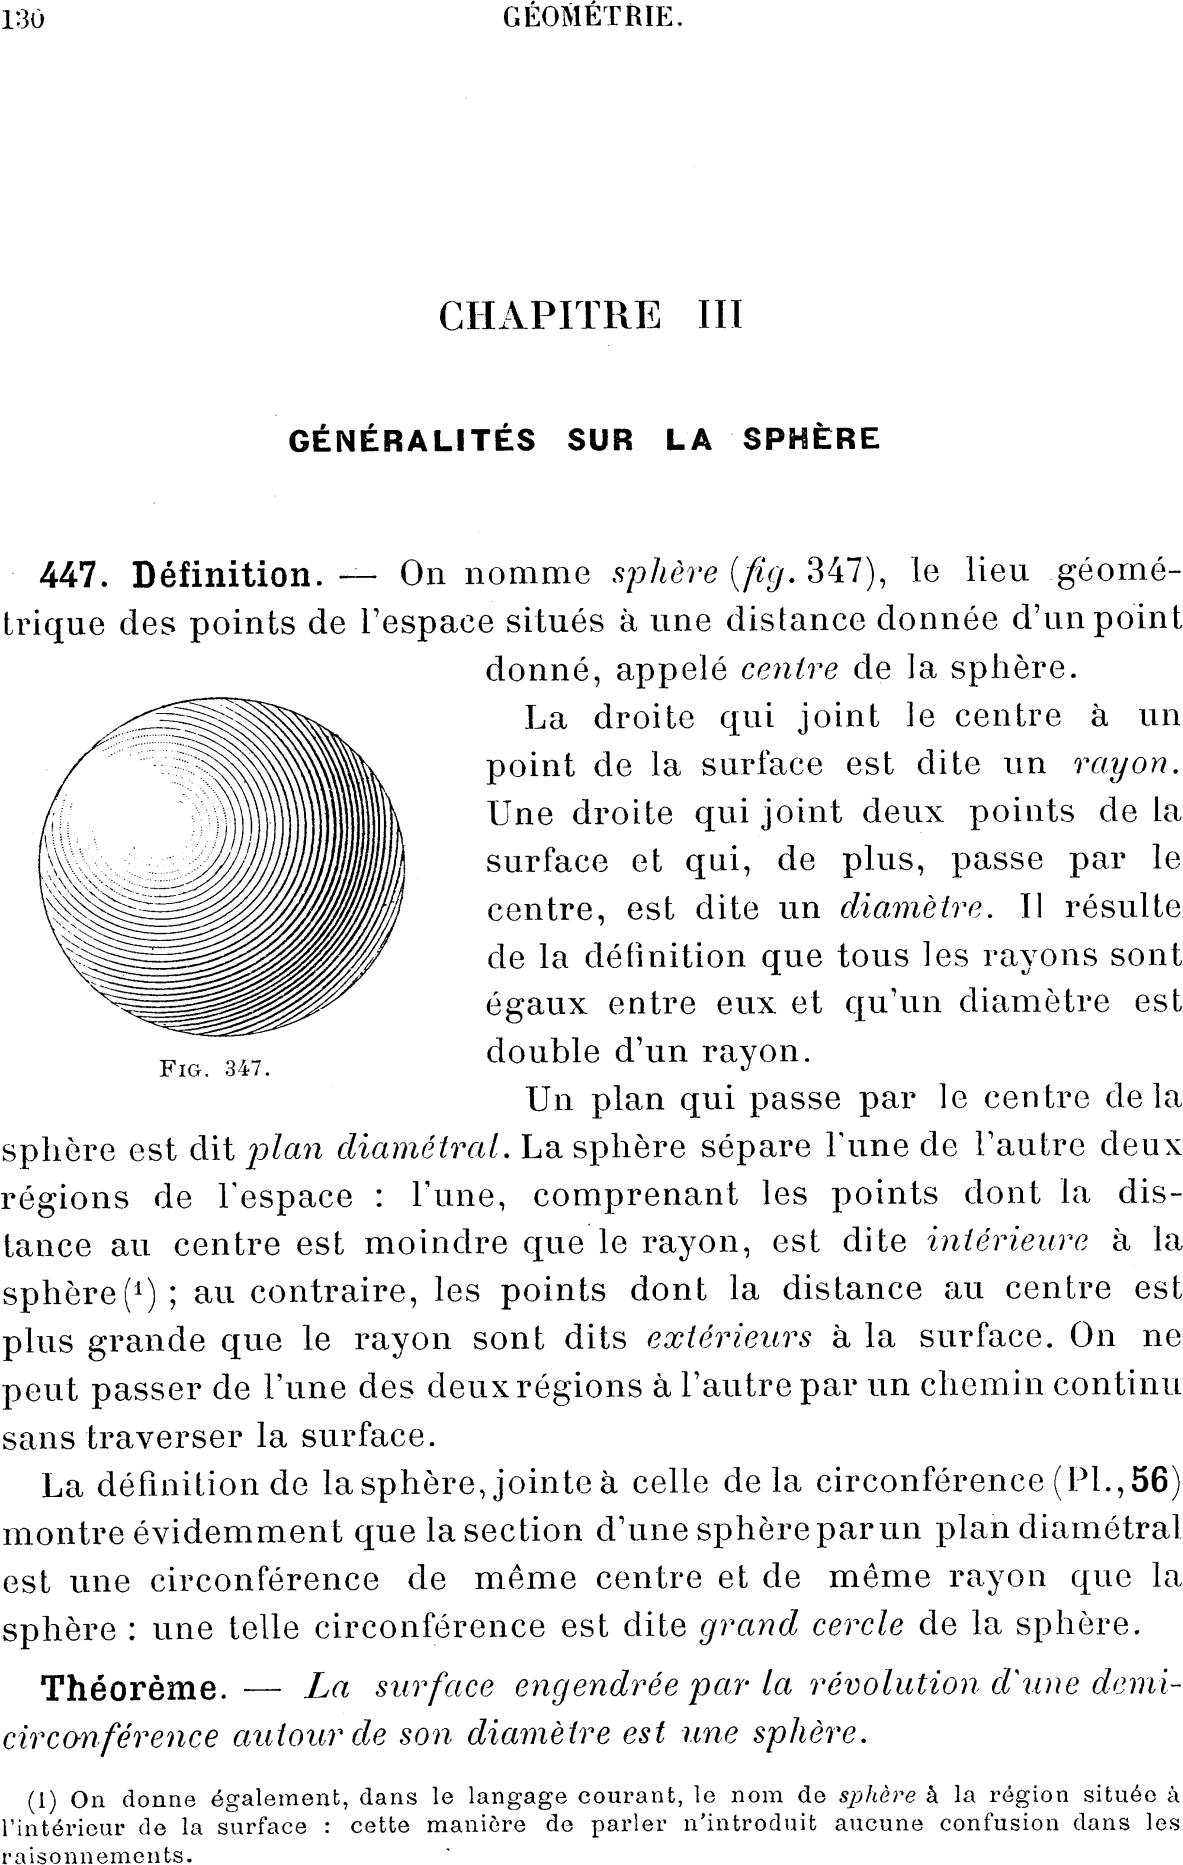 130
GÉOMÉTRIE.
CHAPITRE III
GÉNÉRALITÉS SUR LA SPHÈRE
447. Définition. — On nomme sphère (fig. 347), le lieu géomé-
trique des points de l'espace situés à une distance donnée d'un point
donné, appelé centre de la sphère.
La droite qui joint le centre à un
point de la surface est dite un rayon.
Une droite qui joint deux points de la
surface et qui, de plus, passe par le
centre, est dite un diamètre. Il résulte
de la définition que tous les rayons sont
égaux entre eux et qu'un diamètre est
double d'un rayon.
FIG. 347.
Un plan qui passe par le centre de la
sphère est dit plan diamétral. La sphère sépare l'une de l'autre deux
régions de l'espace : l'une, comprenant les points dont la dis-
tance au centre est moindre que le rayon, est dite intérieure à la
sphère (1) ; au contraire, les points dont la distance au centre est
plus grande que le rayon sont dits extérieurs à la surface. On ne
peut passer de l'une des deux régions à l'autre par un chemin continu
sans traverser la surface.
La définition de la sphère, jointe à celle de la circonférence (Pl., 56)
montre évidemment que la section d'une sphère par un plan diamétral
est une circonférence de même centre et de même rayon que la
sphère : une telle circonférence est dite grand cercle de la sphère.
Théorème. — La surface engendrée par la révolution d'une demi-
circonférence autour de son diamètre est une sphère.
(1) On donne également, dans le langage courant, le nom de sphère à la région située à
l'intérieur de la surface : cette manière de parler n'introduit aucune confusion dans les
raisonnements.